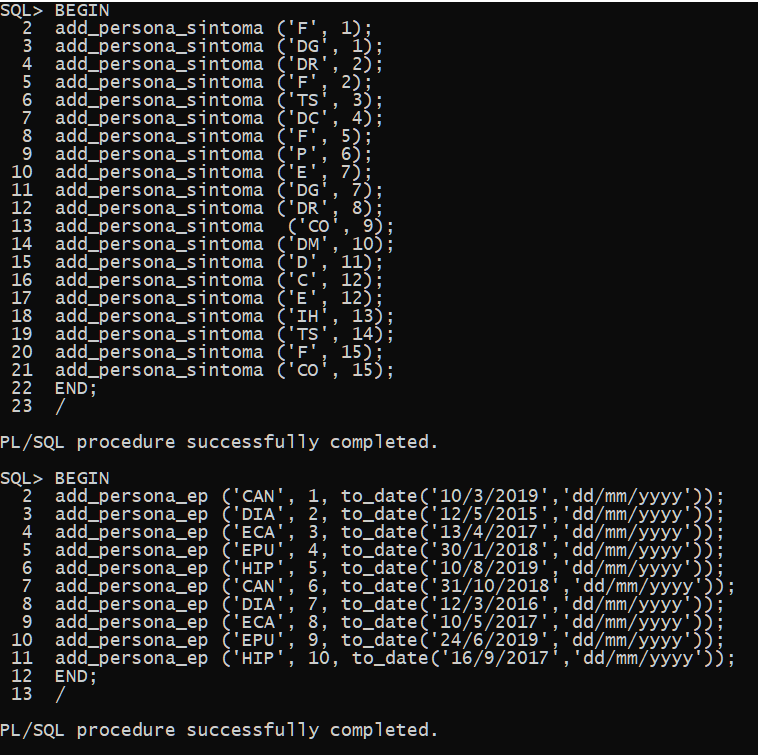 SQL> BEGIN
  2  add_persona_sintoma ('F', 1);
  3  add_persona_sintoma ('DG', 1);
  4  add_persona_sintoma ('DR', 2);
  5  add_persona_sintoma ('F', 2);
  6  add_persona_sintoma ('TS', 3);
  7  add_persona_sintoma ('DC', 4);
  8  add_persona_sintoma ('F', 5);
  9  add_persona_sintoma ('P', 6);
 10  add_persona_sintoma ('E', 7);
 11  add_persona_sintoma ('DG', 7);
 12  add_persona_sintoma ('DR', 8);
 13  add_persona_sintoma  ('CO', 9);
 14  add_persona_sintoma ('DM', 10);
 15  add_persona_sintoma ('D', 11);
 16  add_persona_sintoma ('C', 12);
 17  add_persona_sintoma ('E', 12);
 18  add_persona_sintoma ('IH', 13);
 19  add_persona_sintoma ('TS', 14);
 20  add_persona_sintoma ('F', 15);
 21  add_persona_sintoma ('CO', 15);
 22  END;
 23  /

PL/SQL procedure successfully completed.

SQL> BEGIN
  2  add_persona_ep ('CAN', 1, to_date('10/3/2019','dd/mm/yyyy'));
  3  add_persona_ep ('DIA', 2, to_date('12/5/2015','dd/mm/yyyy'));
  4  add_persona_ep ('ECA', 3, to_date('13/4/2017','dd/mm/yyyy'));
  5  add_persona_ep ('EPU', 4, to_date('30/1/2018','dd/mm/yyyy'));
  6  add_persona_ep ('HIP', 5, to_date('10/8/2019','dd/mm/yyyy'));
  7  add_persona_ep ('CAN', 6, to_date('31/10/2018','dd/mm/yyyy'));
  8  add_persona_ep ('DIA', 7, to_date('12/3/2016','dd/mm/yyyy'));
  9  add_persona_ep ('ECA', 8, to_date('10/5/2017','dd/mm/yyyy'));
 10  add_persona_ep ('EPU', 9, to_date('24/6/2019','dd/mm/yyyy'));
 11  add_persona_ep ('HIP', 10, to_date('16/9/2017','dd/mm/yyyy'));
 12  END;
 13  /

PL/SQL procedure successfully completed.